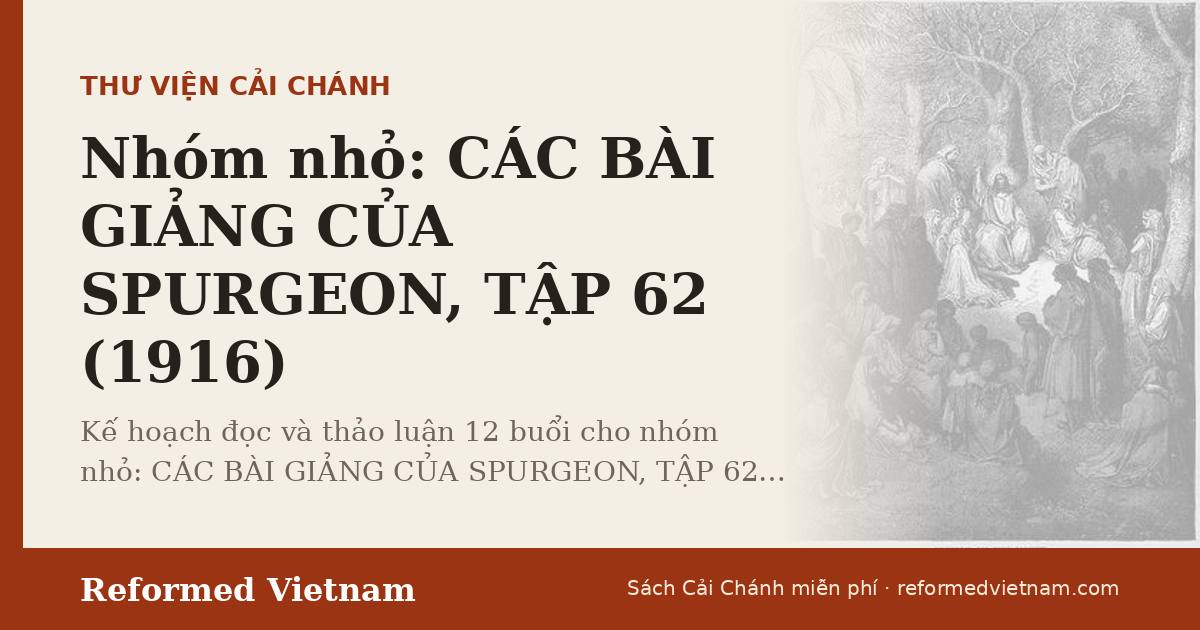 THƯ VIỆN CẢI CHÁNH
Nhóm nhỏ: CÁC BÀI
GIẢNG CỦA
SPURGEON, TẬP 62
(1916)
Kế hoạch đọc và thảo luận 12 buổi cho nhóm
nhỏ: CÁC BÀI GIẢNG CỦA SPURGEON, TẬP 62...
Reformed Vietnam
Sách Cải Chánh miễn phí · reformedvietnam.com